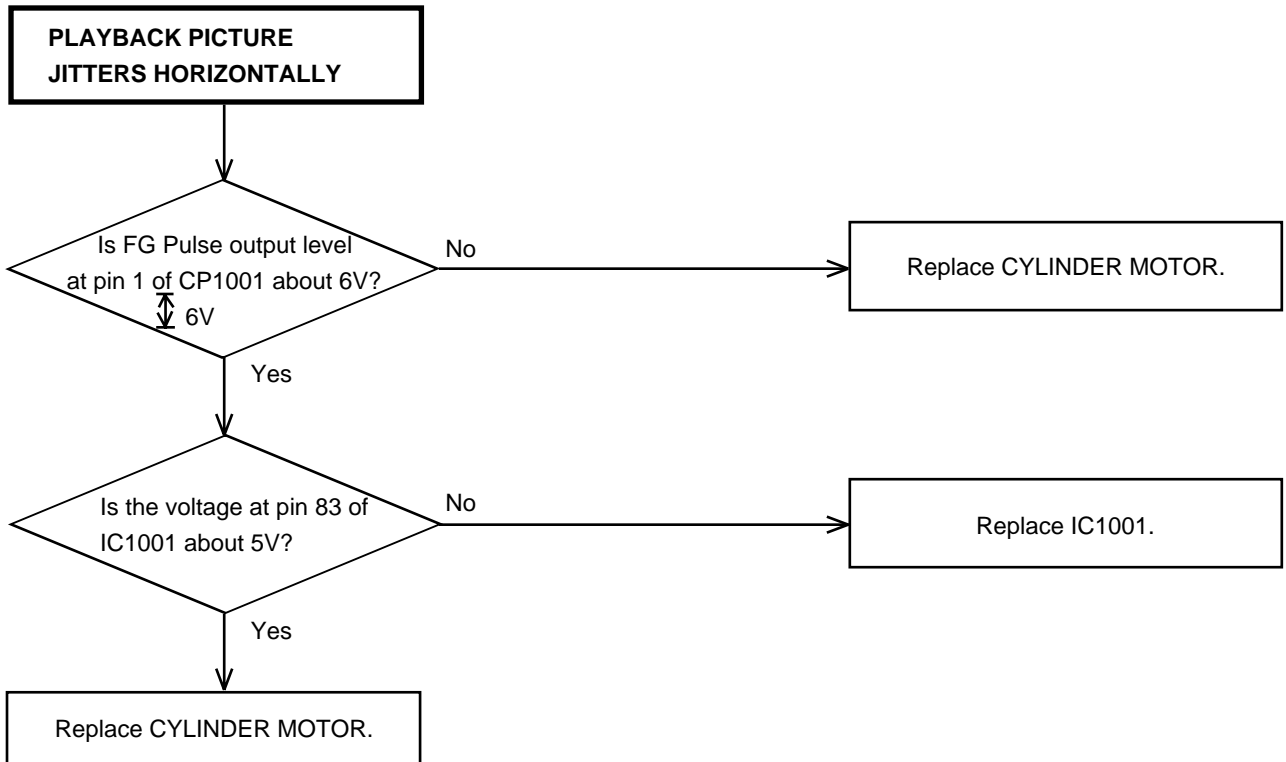 PLAYBACK PICTURE
JITTERS HORIZONTALLY
Is FG Pulse output level
at pin 1 of CP1001 about 6V?
6V
No
Replace CYLINDER MOTOR.
Yes
Is the voltage at pin 83 of
IC1001 about 5V?
No
Replace IC1001.
Yes
Replace CYLINDER MOTOR.